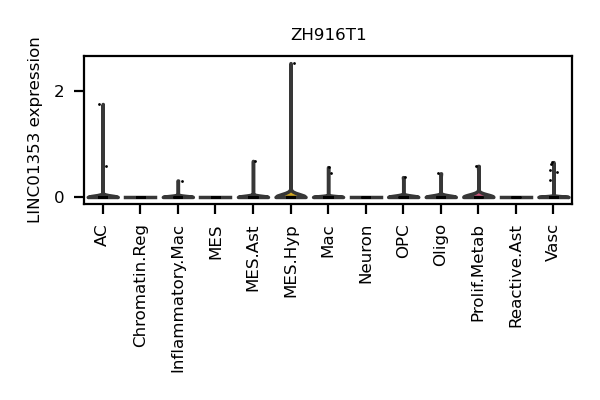 ZH916T1
LINC01353 expression
2
0
AC
Chromatin.Reg
Inflammatory.Mac
MES
MES.Ast
MES.Hyp
Mac
Neuron
OPC
Oligo
Prolif.Metab
Reactive.Ast
Vasc